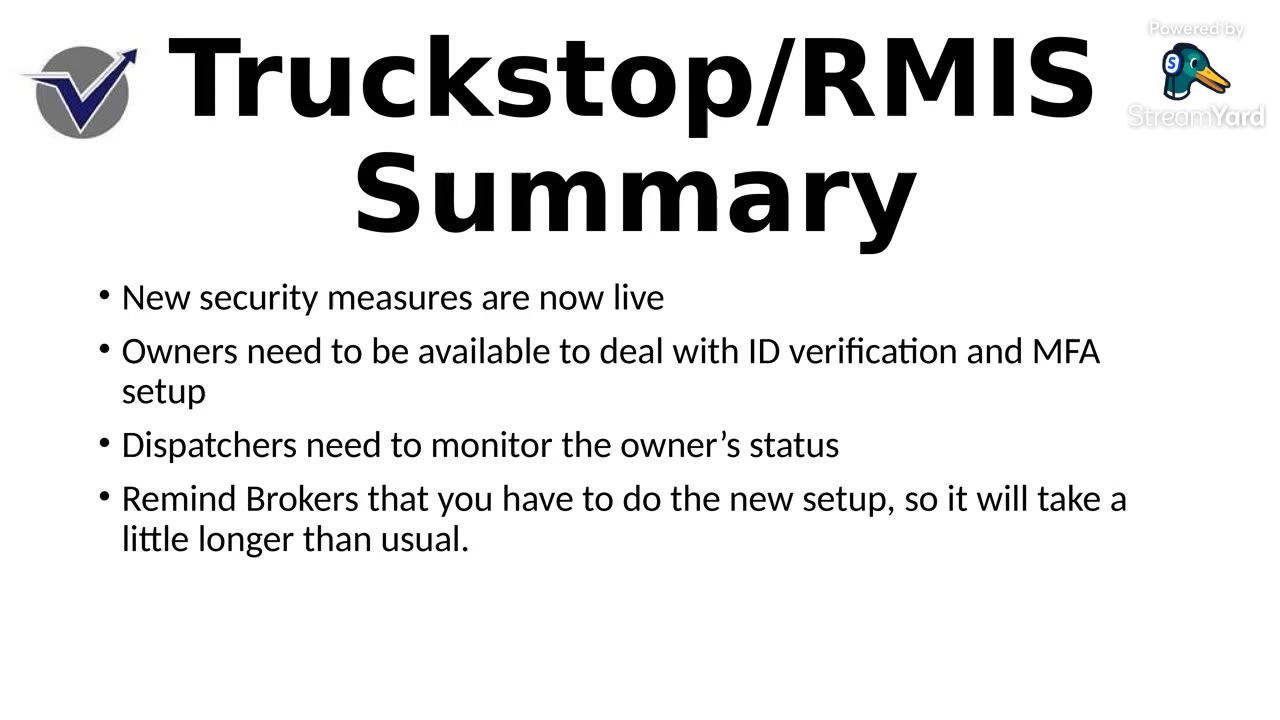 Powered by
S
StreamYard
Truckstop/RMIS
Summary
• New security measures are now live
• Owners need to be available to deal with ID verification and MFA
setup
• Dispatchers need to monitor the owner’s status
• Remind Brokers that you have to do the new setup, so it will take a
little longer than usual.